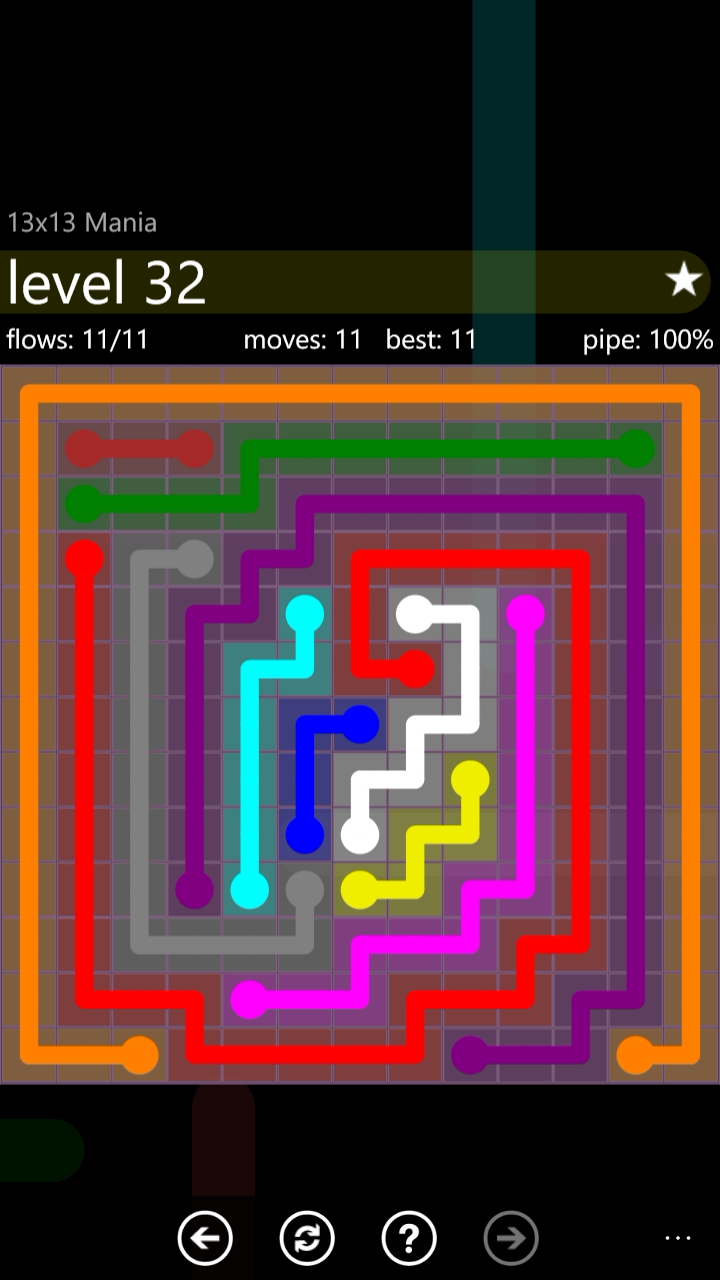 13x13 Mania
level 32
flows: 11/11 moves: 11 best: 11 pipe: 100%
?
...